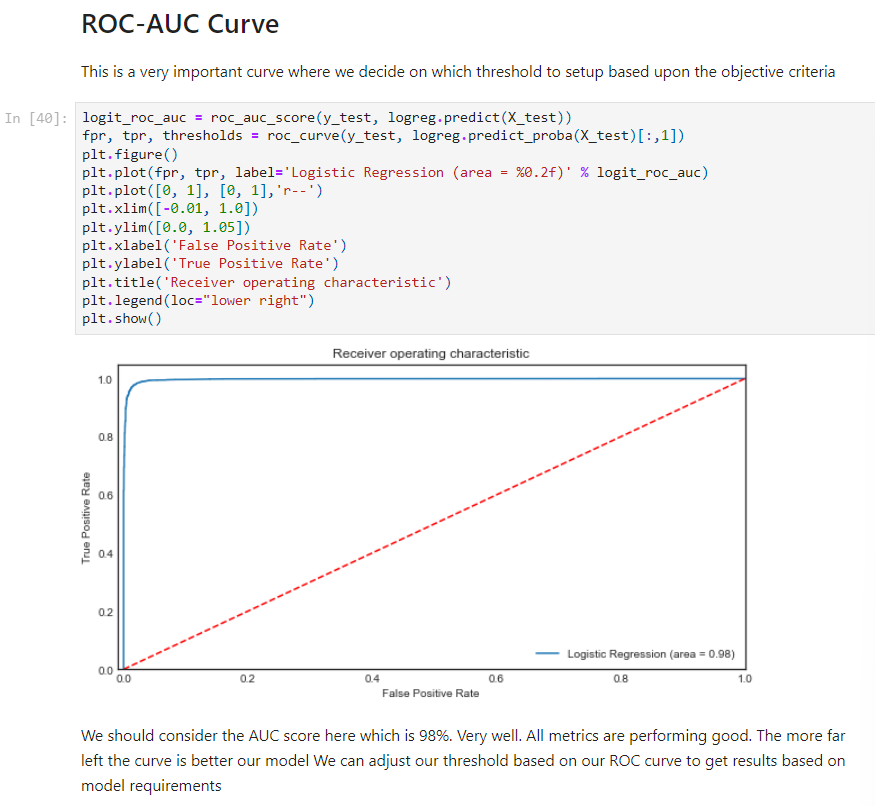 ROC-AUC Curve
This is a very important curve where we decide on which threshold to setup based upon the objective criteria
In [40]:
logit_roc_auc = roc_auc_score(y_test, logreg.predict(X_test))
fpr, tpr, thresholds = roc_curve(y_test, logreg.predict_proba(X_test)[:,1])
plt.figure()
plt.plot(fpr, tpr, label='Logistic Regression (area = %0.2f)' % logit_roc_auc)
plt.plot([0, 1], [0, 1],'r--')
plt.xlim([-0.01, 1.0])
plt.ylim([0.0, 1.05])
plt.xlabel('False Positive Rate')
plt.ylabel('True Positive Rate')
plt.title('Receiver operating characteristic')
plt.legend(loc="lower right")
plt.show()
Receiver operating characteristic
1.0
0.8
0.6
0.4
0.2
0.0
True Positive Rate
Logistic Regression (area = 0.98)
0.0 0.2 0.4 0.6 0.8 1.0
False Positive Rate
We should consider the AUC score here which is 98%. Very well. All metrics are performing good. The more far
left the curve is better our model We can adjust our threshold based on our ROC curve to get results based on
model requirements